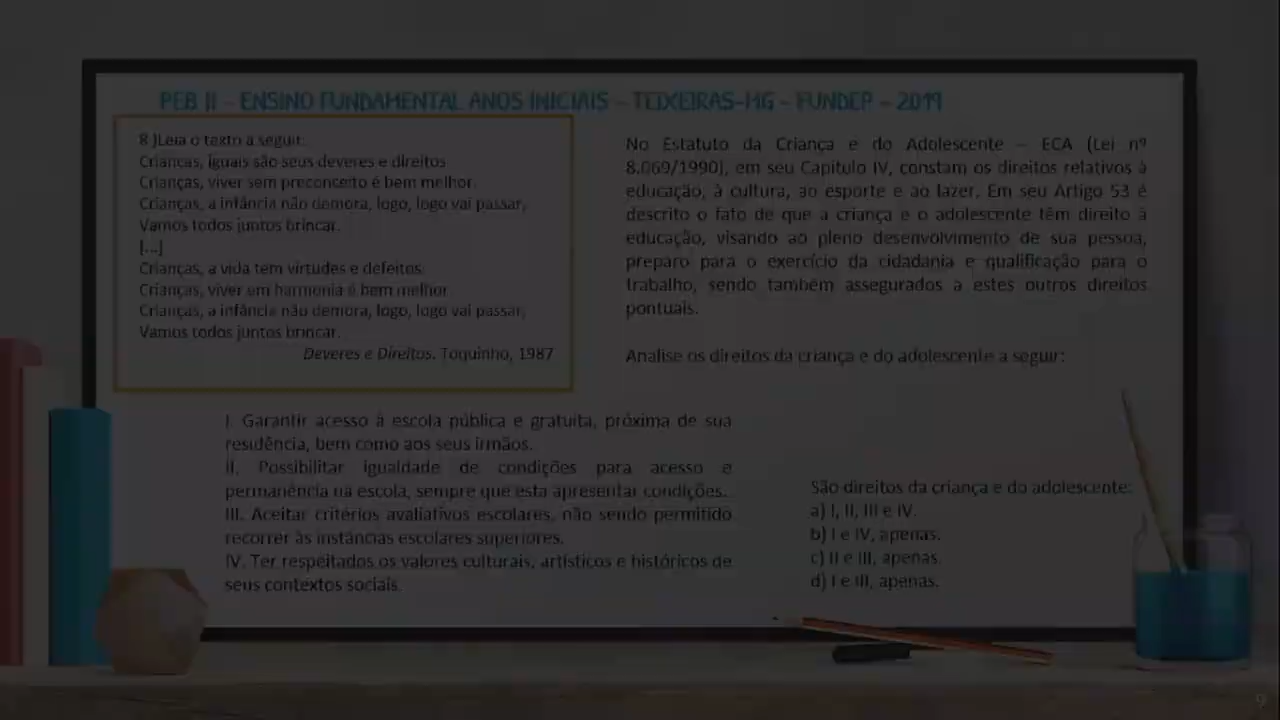 PEB II – ENSINO FUNDAMENTAL ANOS INICIAIS – TEIXEIRAS-MG – FUNDEP – 2019
8 )Leia o texto a seguir:
Crianças, iguais são seus deveres e direitos.
Crianças, viver sem preconceito é bem melhor.
Crianças, a infância não demora, logo, logo vai passar,
Vamos todos juntos brincar.
[...]
Crianças, a vida tem virtudes e defeitos.
Crianças, viver em harmonia é bem melhor.
Crianças, a infância não demora, logo, logo vai passar,
Vamos todos juntos brincar.
Deveres e Direitos. Toquinho, 1987
No Estatuto da Criança e do Adolescente – ECA (Lei nº
8.069/1990), em seu Capítulo IV, constam os direitos relativos à
educação, à cultura, ao esporte e ao lazer. Em seu Artigo 53 é
descrito o fato de que a criança e o adolescente têm direito à
educação, visando ao pleno desenvolvimento de sua pessoa,
preparo para o exercício da cidadania e qualificação para o
trabalho, sendo também assegurados a estes outros direitos
pontuais.
Analise os direitos da criança e do adolescente a seguir:
I. Garantir acesso à escola pública e gratuita, próxima de sua
residência, bem como aos seus irmãos.
II. Possibilitar igualdade de condições para acesso e
permanência na escola, sempre que esta apresentar condições.
III. Aceitar critérios avaliativos escolares, não sendo permitido
recorrer às instâncias escolares superiores.
IV. Ter respeitados os valores culturais, artísticos e históricos de
seus contextos sociais.
São direitos da criança e do adolescente:
a) I, II, III e IV.
b) I e IV, apenas.
c) II e III, apenas.
d) I e III, apenas.
9